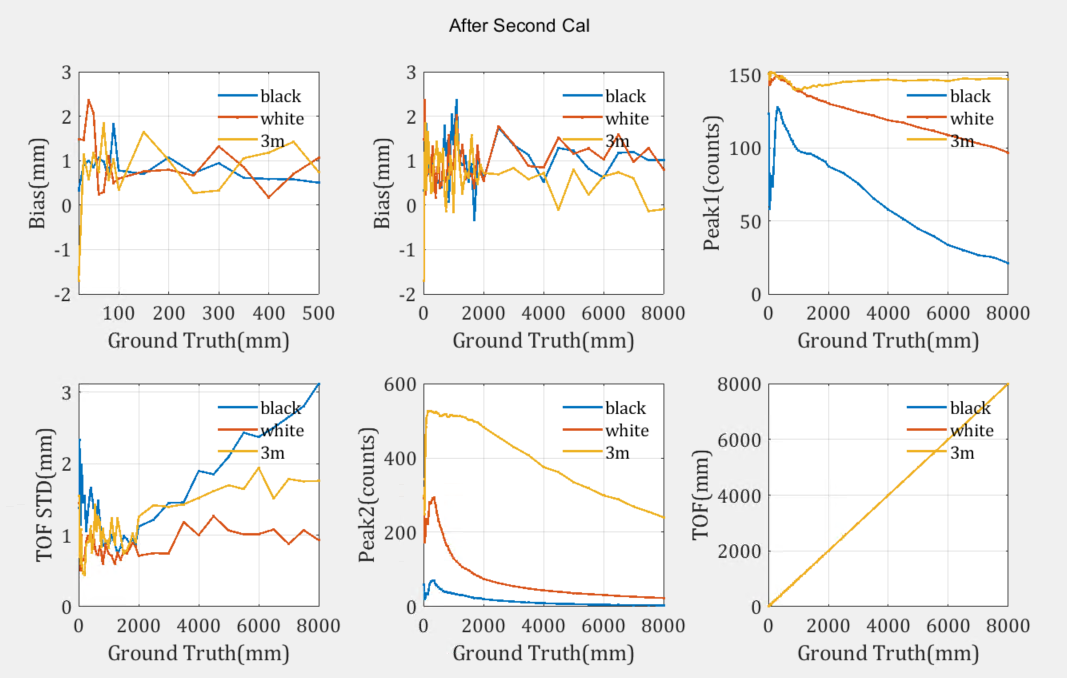 After Second Cal
3
2
1
0
-1
-2
Bias(mm)
black
white
3m
100 200 300 400 500
Ground Truth(mm)
3
2
1
0
-1
-2
Bias(mm)
black
white
3m
0 2000 4000 6000 8000
Ground Truth(mm)
150
100
50
0
Peak1(counts)
black
white
3m
0 2000 4000 6000 8000
Ground Truth(mm)
3
2
1
0
TOF STD(mm)
black
white
3m
0 2000 4000 6000 8000
Ground Truth(mm)
600
400
200
0
Peak2(counts)
black
white
3m
0 2000 4000 6000 8000
Ground Truth(mm)
8000
6000
4000
2000
0
TOF(mm)
black
white
3m
0 2000 4000 6000 8000
Ground Truth(mm)